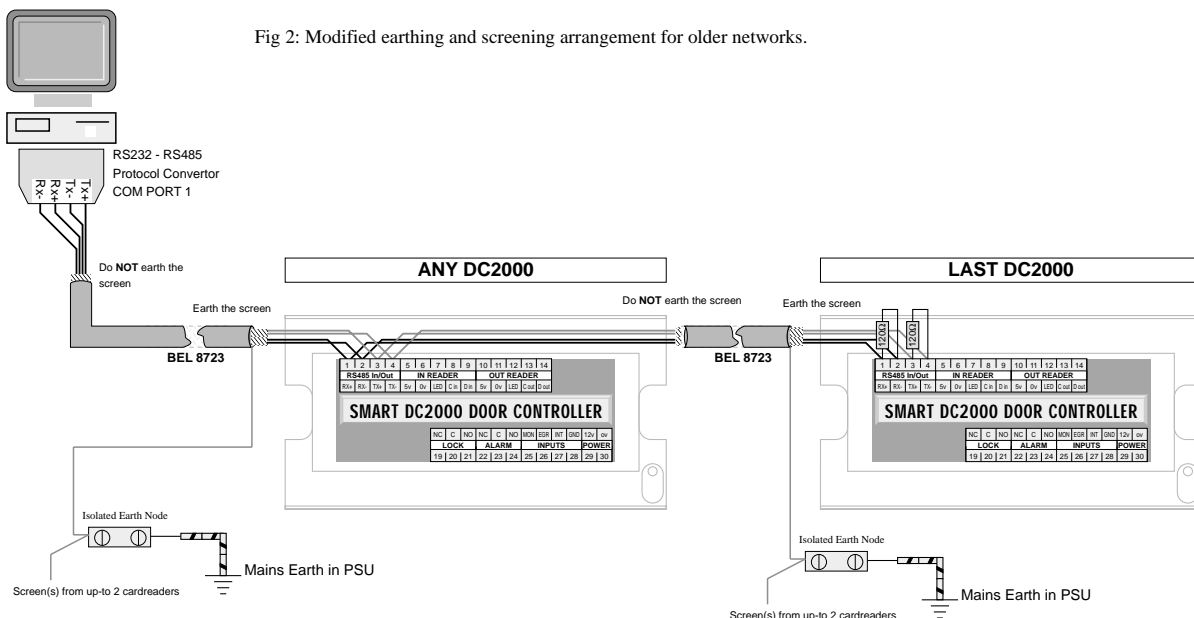 Fig 2: Modified earthing and screening arrangement for older networks.
RS232 - RS485
Protocol Convertor
COM PORT 1
Rx-
Rx+
Tx-
Tx+
Do NOT earth the
screen
Earth the screen
BEL 8723
ANY DC2000
Do NOT earth the screen
BEL 8723
Earth the screen
LAST DC2000
120Ω
120Ω
1 2 3 4 5 6 7 8 9 10 11 12 13 14
RS485 In/Out IN READER OUT READER
RX+ RX- TX+ TX- 5v 0v LED C in D in 5v 0v LED C out D out
SMART DC2000 DOOR CONTROLLER
NC C NO NC C NO MON EGR INT GND 12v ov
LOCK ALARM INPUTS POWER
19 20 21 22 23 24 25 26 27 28 29 30
1 2 3 4 5 6 7 8 9 10 11 12 13 14
RS485 In/Out IN READER OUT READER
RX+ RX- TX+ TX- 5v 0v LED C in D in 5v 0v LED C out D out
SMART DC2000 DOOR CONTROLLER
NC C NO NC C NO MON EGR INT GND 12v ov
LOCK ALARM INPUTS POWER
19 20 21 22 23 24 25 26 27 28 29 30
Isolated Earth Node
Mains Earth in PSU
Screen(s) from up-to 2 cardreaders
Isolated Earth Node
Mains Earth in PSU
Screen(s) from up-to 2 cardreaders